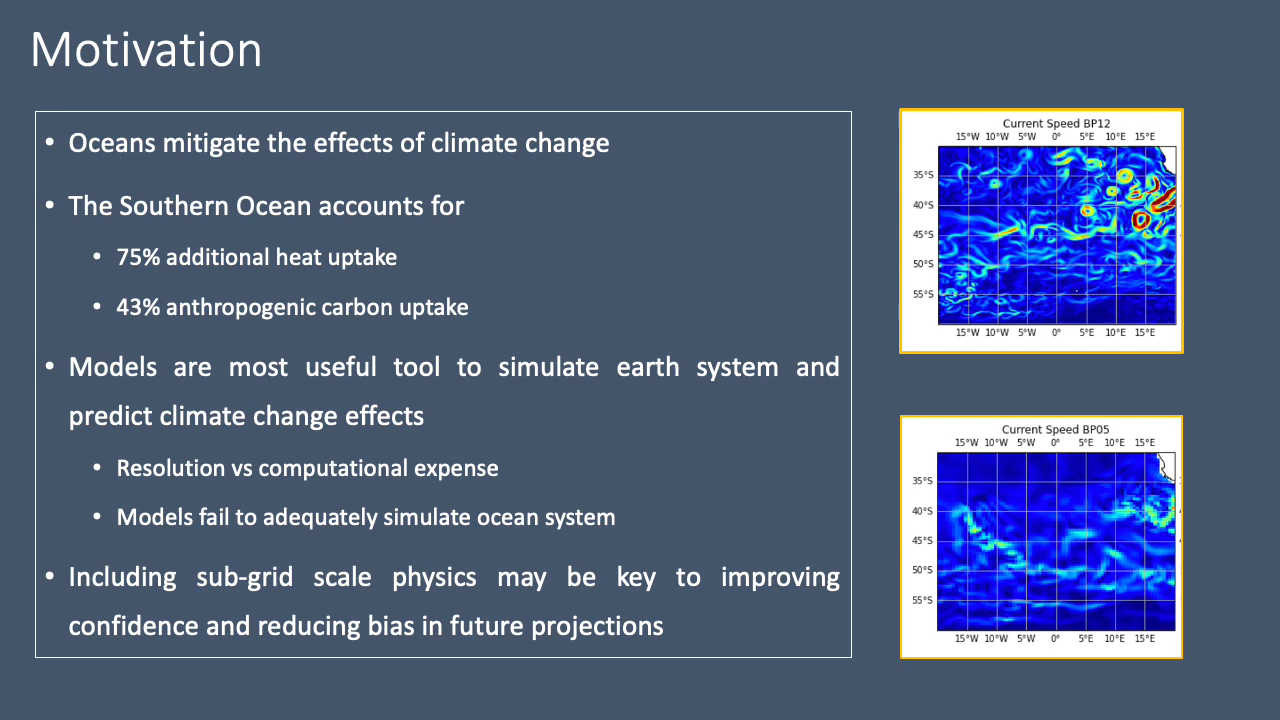 Motivation
• Oceans mitigate the effects of climate change
• The Southern Ocean accounts for
• 75% additional heat uptake
• 43% anthropogenic carbon uptake
• Models are most useful tool to simulate earth system and
predict climate change effects
• Resolution vs computational expense
• Models fail to adequately simulate ocean system
• Including sub-grid scale physics may be key to improving
confidence and reducing bias in future projections
Current Speed BP12
15°W 10°W 5°W 0° 5°E 10°E 15°E
35°S
40°S
45°S
50°S
55°S
15°W 10°W 5°W 0° 5°E 10°E 15°E
Current Speed BP05
15°W 10°W 5°W 0° 5°E 10°E 15°E
35°S
40°S
45°S
50°S
55°S
15°W 10°W 5°W 0° 5°E 10°E 15°E